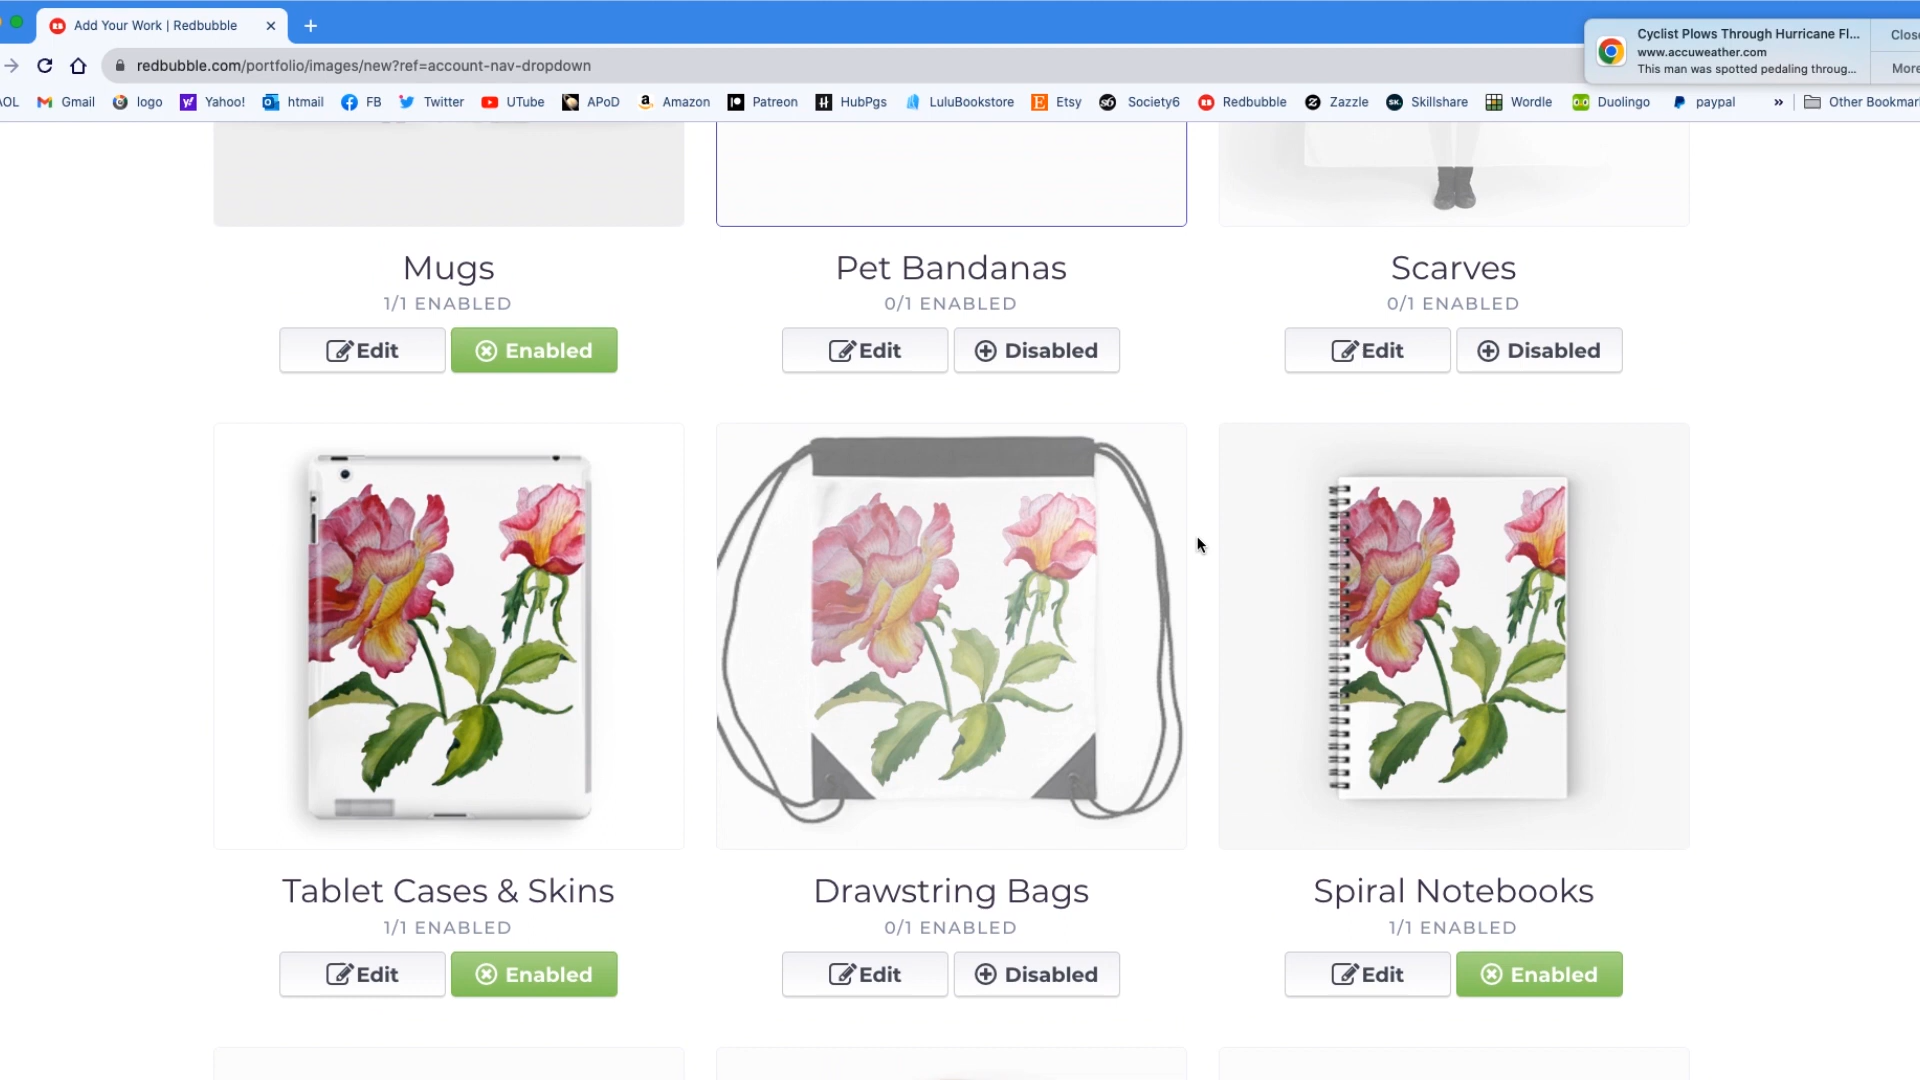 Add Your Work | Redbubble
Cyclist Plows Through Hurricane Fl...
www.accuweather.com
This man was spotted pedaling throug...
Close
More
redbubble.com/portfolio/images/new?ref=account-nav-dropdown
AOL Gmail logo Yahoo! htmail FB Twitter UTube APoD Amazon Patreon HubPgs LuluBookstore Etsy Society6 Redbubble Zazzle Skillshare Wordle Duolingo paypal » Other Bookmar
Mugs Pet Bandanas Scarves
1/1 ENABLED 0/1 ENABLED 0/1 ENABLED
Edit Enabled Edit Disabled Edit Disabled
Tablet Cases & Skins Drawstring Bags Spiral Notebooks
1/1 ENABLED 0/1 ENABLED 1/1 ENABLED
Edit Enabled Edit Disabled Edit Enabled